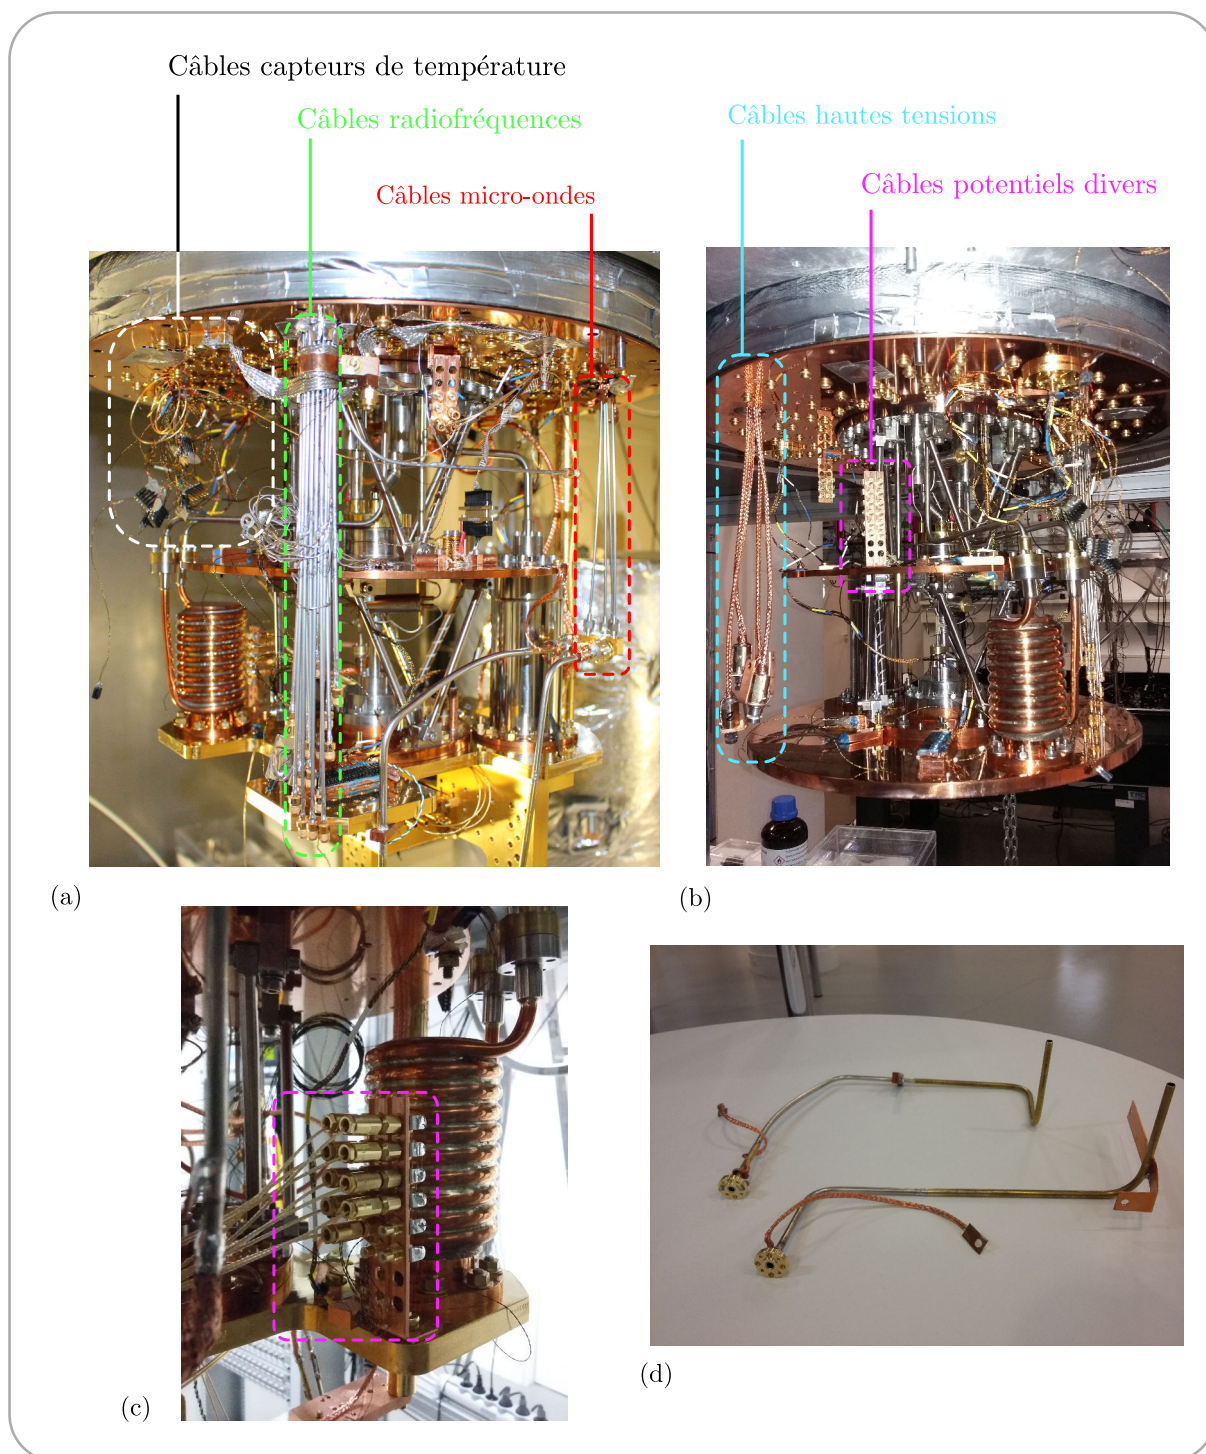 Câbles capteurs de température
Câbles radiofréquences
Câbles hautes tensions
Câbles micro-ondes
Câbles potentiels divers
(a)
(b)
(c)
(d)